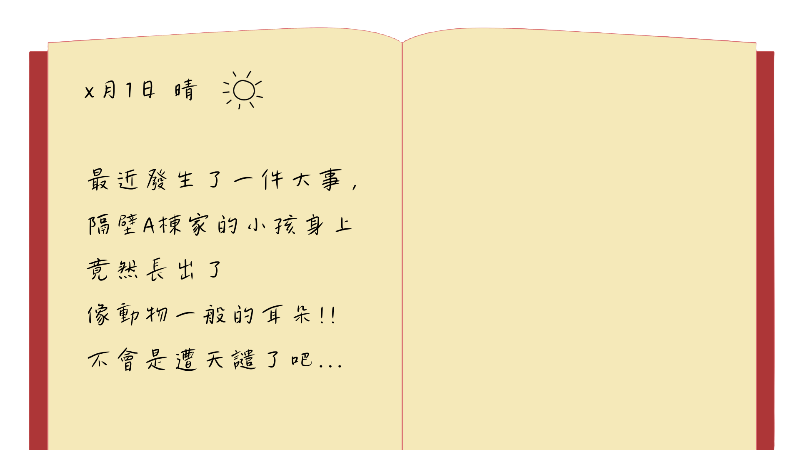 x月1日 晴
最近發生了一件大事，
隔壁A棟家的小孩身上
竟然長出了
像動物一般的耳朵!!
不會是遭天譴了吧...